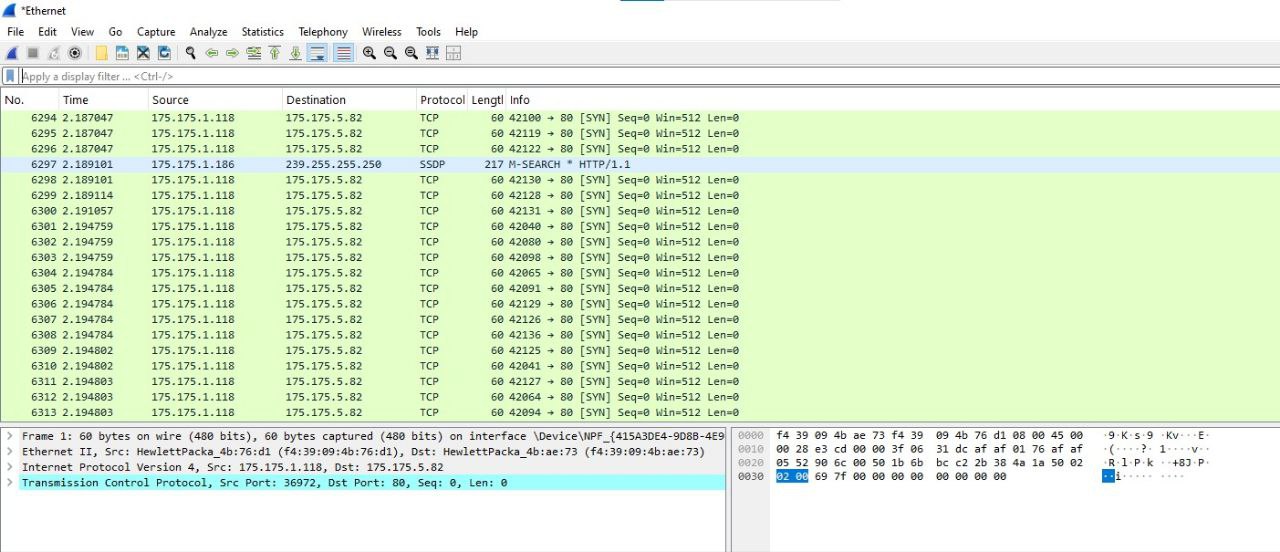 *Ethernet
File Edit View Go Capture Analyze Statistics Telephony Wireless Tools Help
Apply a display filter ... <Ctrl-/>
No. Time Source Destination Protocol Lengtl Info
6294 2.187047 175.175.1.118 175.175.5.82 TCP 60 42100 → 80 [SYN] Seq=0 Win=512 Len=0
6295 2.187047 175.175.1.118 175.175.5.82 TCP 60 42119 → 80 [SYN] Seq=0 Win=512 Len=0
6296 2.187047 175.175.1.118 175.175.5.82 TCP 60 42122 → 80 [SYN] Seq=0 Win=512 Len=0
6297 2.189101 175.175.1.186 239.255.255.250 SSDP 217 M-SEARCH * HTTP/1.1
6298 2.189101 175.175.1.118 175.175.5.82 TCP 60 42130 → 80 [SYN] Seq=0 Win=512 Len=0
6299 2.189114 175.175.1.118 175.175.5.82 TCP 60 42128 → 80 [SYN] Seq=0 Win=512 Len=0
6300 2.191057 175.175.1.118 175.175.5.82 TCP 60 42131 → 80 [SYN] Seq=0 Win=512 Len=0
6301 2.194759 175.175.1.118 175.175.5.82 TCP 60 42040 → 80 [SYN] Seq=0 Win=512 Len=0
6302 2.194759 175.175.1.118 175.175.5.82 TCP 60 42080 → 80 [SYN] Seq=0 Win=512 Len=0
6303 2.194759 175.175.1.118 175.175.5.82 TCP 60 42098 → 80 [SYN] Seq=0 Win=512 Len=0
6304 2.194784 175.175.1.118 175.175.5.82 TCP 60 42065 → 80 [SYN] Seq=0 Win=512 Len=0
6305 2.194784 175.175.1.118 175.175.5.82 TCP 60 42091 → 80 [SYN] Seq=0 Win=512 Len=0
6306 2.194784 175.175.1.118 175.175.5.82 TCP 60 42129 → 80 [SYN] Seq=0 Win=512 Len=0
6307 2.194784 175.175.1.118 175.175.5.82 TCP 60 42126 → 80 [SYN] Seq=0 Win=512 Len=0
6308 2.194784 175.175.1.118 175.175.5.82 TCP 60 42136 → 80 [SYN] Seq=0 Win=512 Len=0
6309 2.194802 175.175.1.118 175.175.5.82 TCP 60 42125 → 80 [SYN] Seq=0 Win=512 Len=0
6310 2.194802 175.175.1.118 175.175.5.82 TCP 60 42041 → 80 [SYN] Seq=0 Win=512 Len=0
6311 2.194803 175.175.1.118 175.175.5.82 TCP 60 42127 → 80 [SYN] Seq=0 Win=512 Len=0
6312 2.194803 175.175.1.118 175.175.5.82 TCP 60 42064 → 80 [SYN] Seq=0 Win=512 Len=0
6313 2.194803 175.175.1.118 175.175.5.82 TCP 60 42094 → 80 [SYN] Seq=0 Win=512 Len=0
Frame 1: 60 bytes on wire (480 bits), 60 bytes captured (480 bits) on interface \Device\NPF_{415A3DE4-9D8B-4E9
Ethernet II, Src: HewlettPacka_4b:76:d1 (f4:39:09:4b:76:d1), Dst: HewlettPacka_4b:ae:73 (f4:39:09:4b:ae:73)
Internet Protocol Version 4, Src: 175.175.1.118, Dst: 175.175.5.82
Transmission Control Protocol, Src Port: 36972, Dst Port: 80, Seq: 0, Len: 0
0000 f4 39 09 4b ae 73 f4 39 09 4b 76 d1 08 00 45 00 ·9·K·s·9 ·Kv···E·
0010 00 28 e3 cd 00 00 3f 06 31 dc af af 01 76 af af ·(····?· 1····v··
0020 05 52 90 6c 00 50 1b 6b bc c2 2b 38 4a 1a 50 02 ·R·l·P·k ··+8J·P·
0030 02 00 69 7f 00 00 00 00 00 00 00 00 ··i····· ····